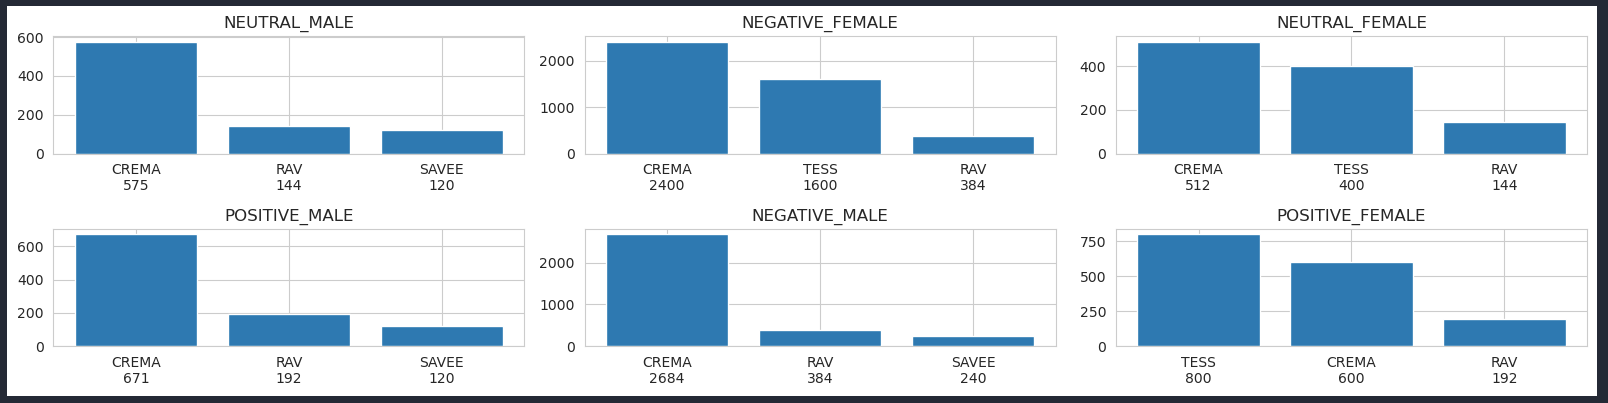 NEUTRAL_MALE
600
400
200
0
CREMA RAV SAVEE
575 144 120
NEGATIVE_FEMALE
2000
1000
0
CREMA TESS RAV
2400 1600 384
NEUTRAL_FEMALE
400
200
0
CREMA TESS RAV
512 400 144
POSITIVE_MALE
600
400
200
0
CREMA RAV SAVEE
671 192 120
NEGATIVE_MALE
2000
1000
0
CREMA RAV SAVEE
2684 384 240
POSITIVE_FEMALE
750
500
250
0
TESS CREMA RAV
800 600 192